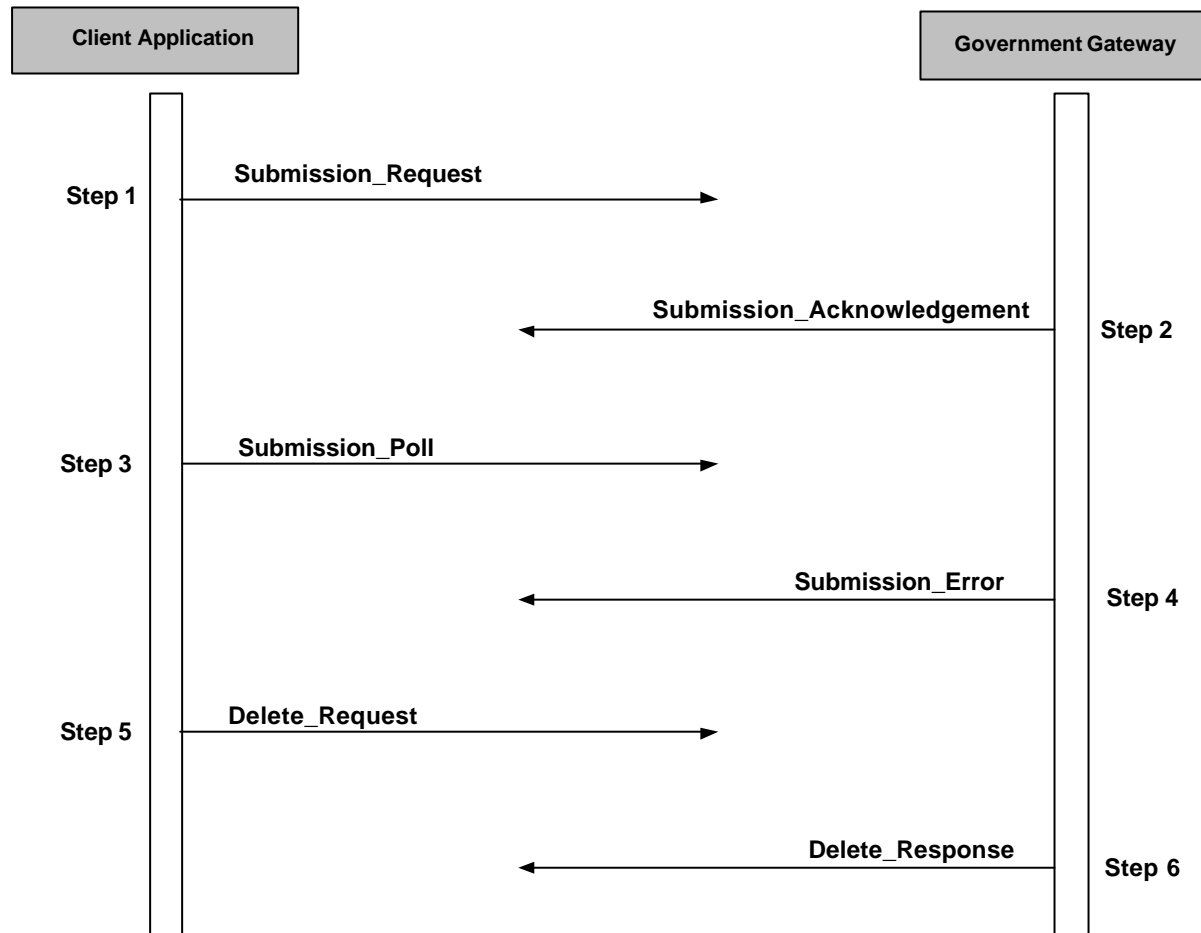 Client Application
Government Gateway
Submission_Request
Step 1
Submission_Acknowledgement
Step 2
Submission_Poll
Step 3
Submission_Error
Step 4
Delete_Request
Step 5
Delete_Response
Step 6